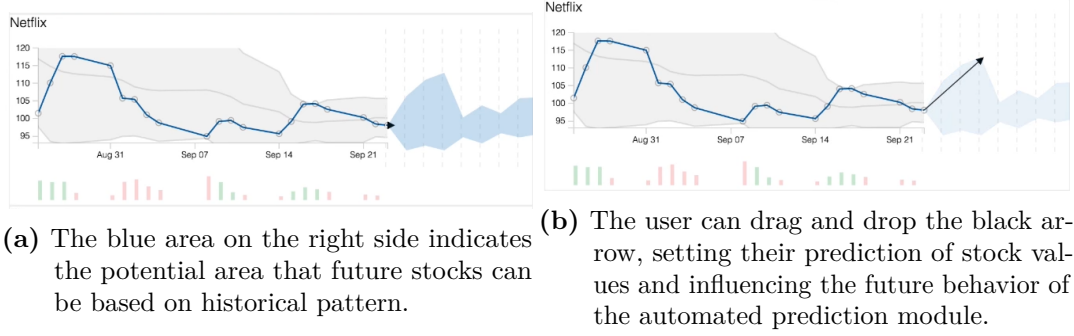 Netflix
120
115
110
105
100
95
Aug 31
Sep 07
Sep 14
Sep 21
(a) The blue area on the right side indicates
the potential area that future stocks can
be based on historical pattern.
Netflix
120
115
110
105
100
95
Aug 31
Sep 07
Sep 14
Sep 21
(b) The user can drag and drop the black ar-
row, setting their prediction of stock val-
ues and influencing the future behavior of
the automated prediction module.